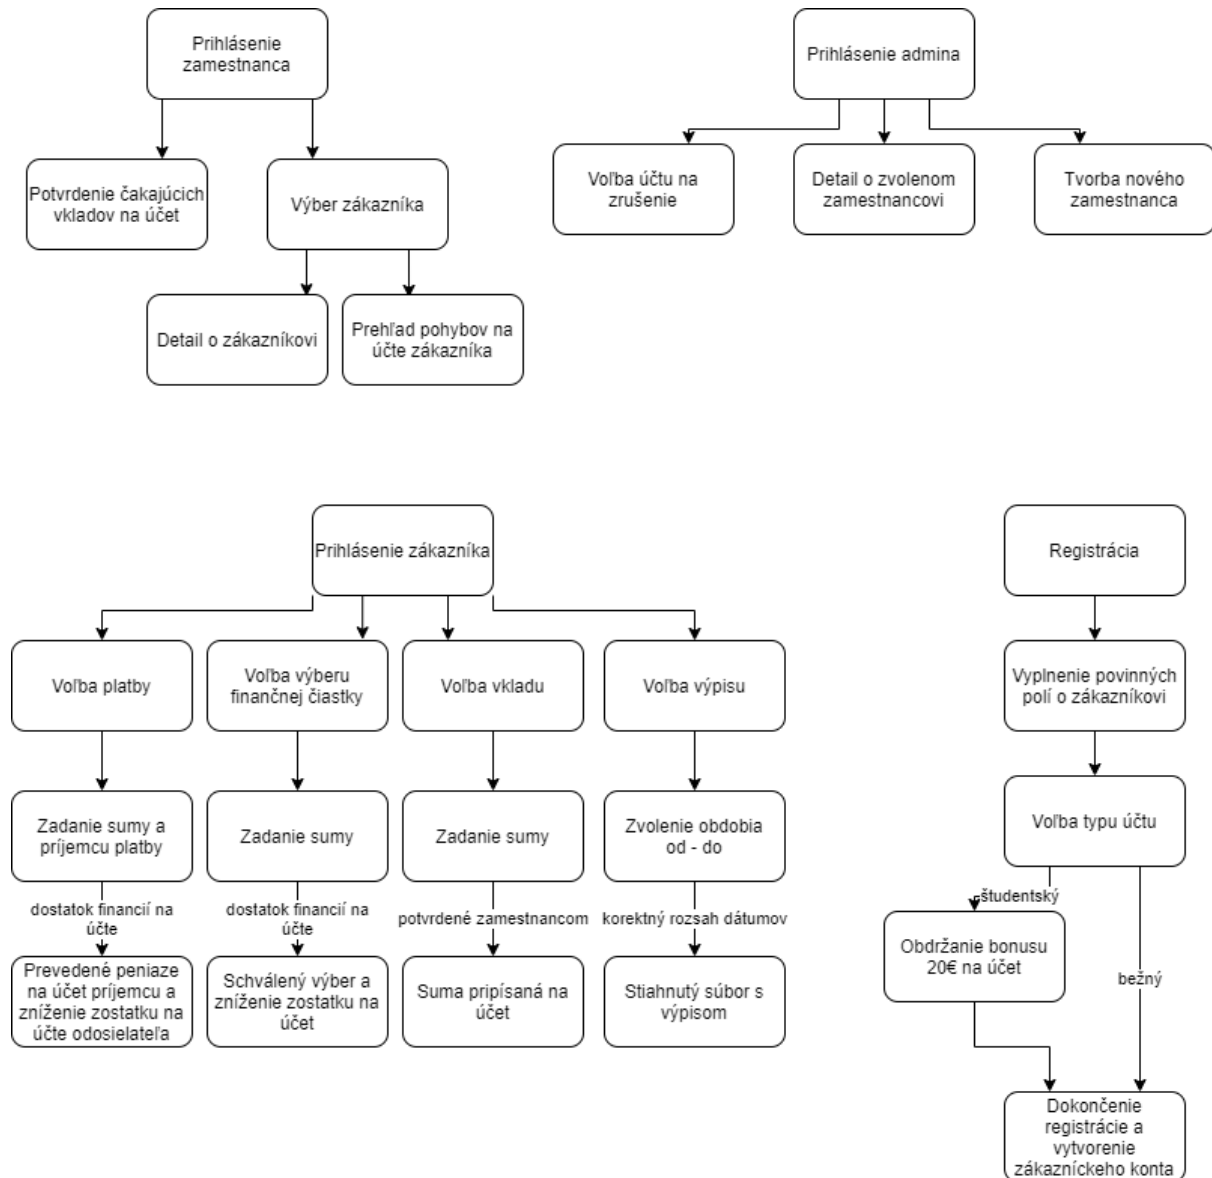 Prihlásenie
zamestnanca
Prihlásenie admina
Potvrdenie čakajúcich
vkladov na účet
Výber zákazníka
Voľba účtu na
zrušenie
Detail o zvolenom
zamestnancovi
Tvorba nového
zamestnanca
Detail o zákazníkovi
Prehľad pohybov na
účte zákazníka
Prihlásenie zákazníka
Registrácia
Voľba platby
Voľba výberu
finančnej čiastky
Voľba vkladu
Voľba výpisu
Vyplnenie povinných
polí o zákazníkovi
Zadanie sumy a
príjemcu platby
Zadanie sumy
Zadanie sumy
Zvolenie obdobia
od - do
Voľba typu účtu
dostatok financií na
účte
dostatok financií na
účte
potvrdené zamestnancom
korektný rozsah dátumov
študentský
bežný
Obdržanie bonusu
20€ na účet
Prevedené peniaze
na účet príjemcu a
zníženie zostatku na
účte odosielateľa
Schválený výber a
zníženie zostatku na
účet
Suma pripísaná na
účet
Stiahnutý súbor s
výpisom
Dokončenie
registrácie a
vytvorenie
zákazníckeho konta